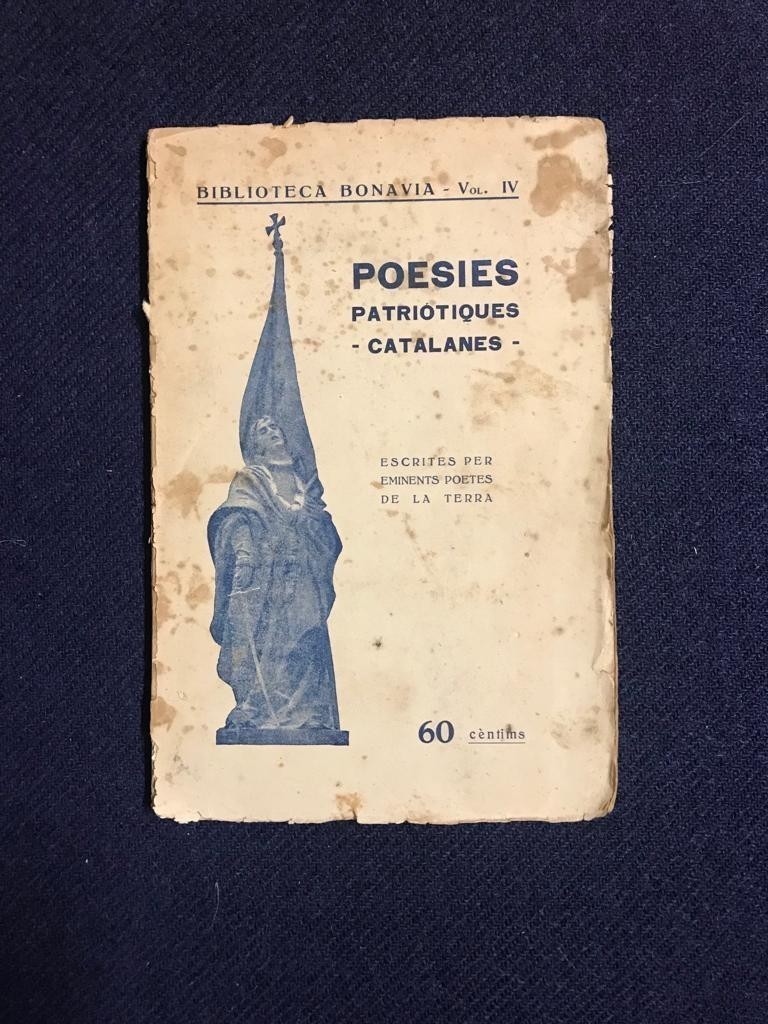 BIBLIOTECA BONAVIA - VOL. IV
POESIES
PATRIÒTIQUES
- CATALANES -
ESCRITES PER
EMINENTS POETES
DE LA TERRA
60 cèntims